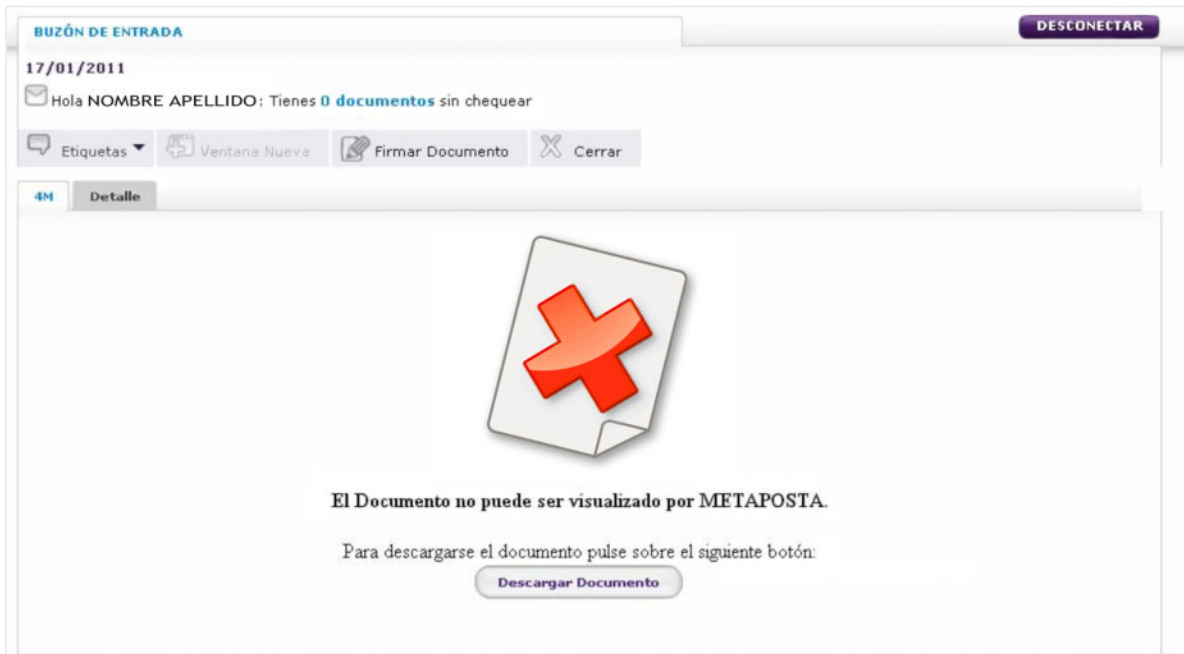 BUZÓN DE ENTRADA
DESCONECTAR
17/01/2011
Hola NOMBRE APELLIDO: Tienes 0 documentos sin chequear
Etiquetas Ventana Nueva Firmar Documento Cerrar
4M Detalle
El Documento no puede ser visualizado por METAPOSTA.
Para descargarse el documento pulse sobre el siguiente botón:
Descargar Documento